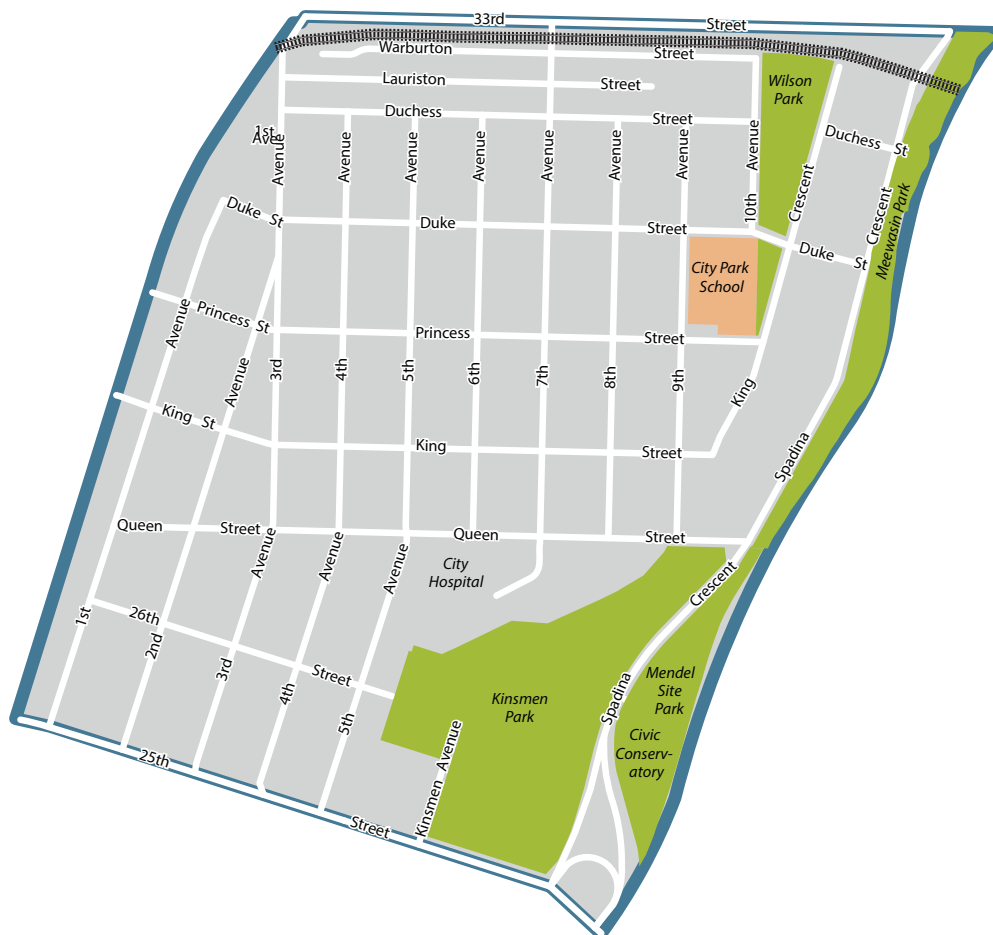 33rd Street
Warburton Street
Lauriston Street
Duchess Street
Wilson
Park
1st
Ave
Avenue
Avenue
Avenue
Avenue
Avenue
Avenue
Avenue
Avenue
10th
Crescent
Duchess St
Crescent
Meewasin Park
Duke St
Duke Street
Duke St
City Park
School
Princess St
Princess Street
Avenue
Avenue
3rd
4th
5th
6th
7th
8th
9th
King
King St
King Street
Spadina
Queen Street
Queen Street
Avenue
Avenue
Avenue
City
Hospital
Crescent
1st
26th Street
2nd
3rd
4th
5th
Kinsmen
Park
Spadina
Mendel
Site
Park
Civic
Conserv-
atory
Kinsmen Avenue
25th Street